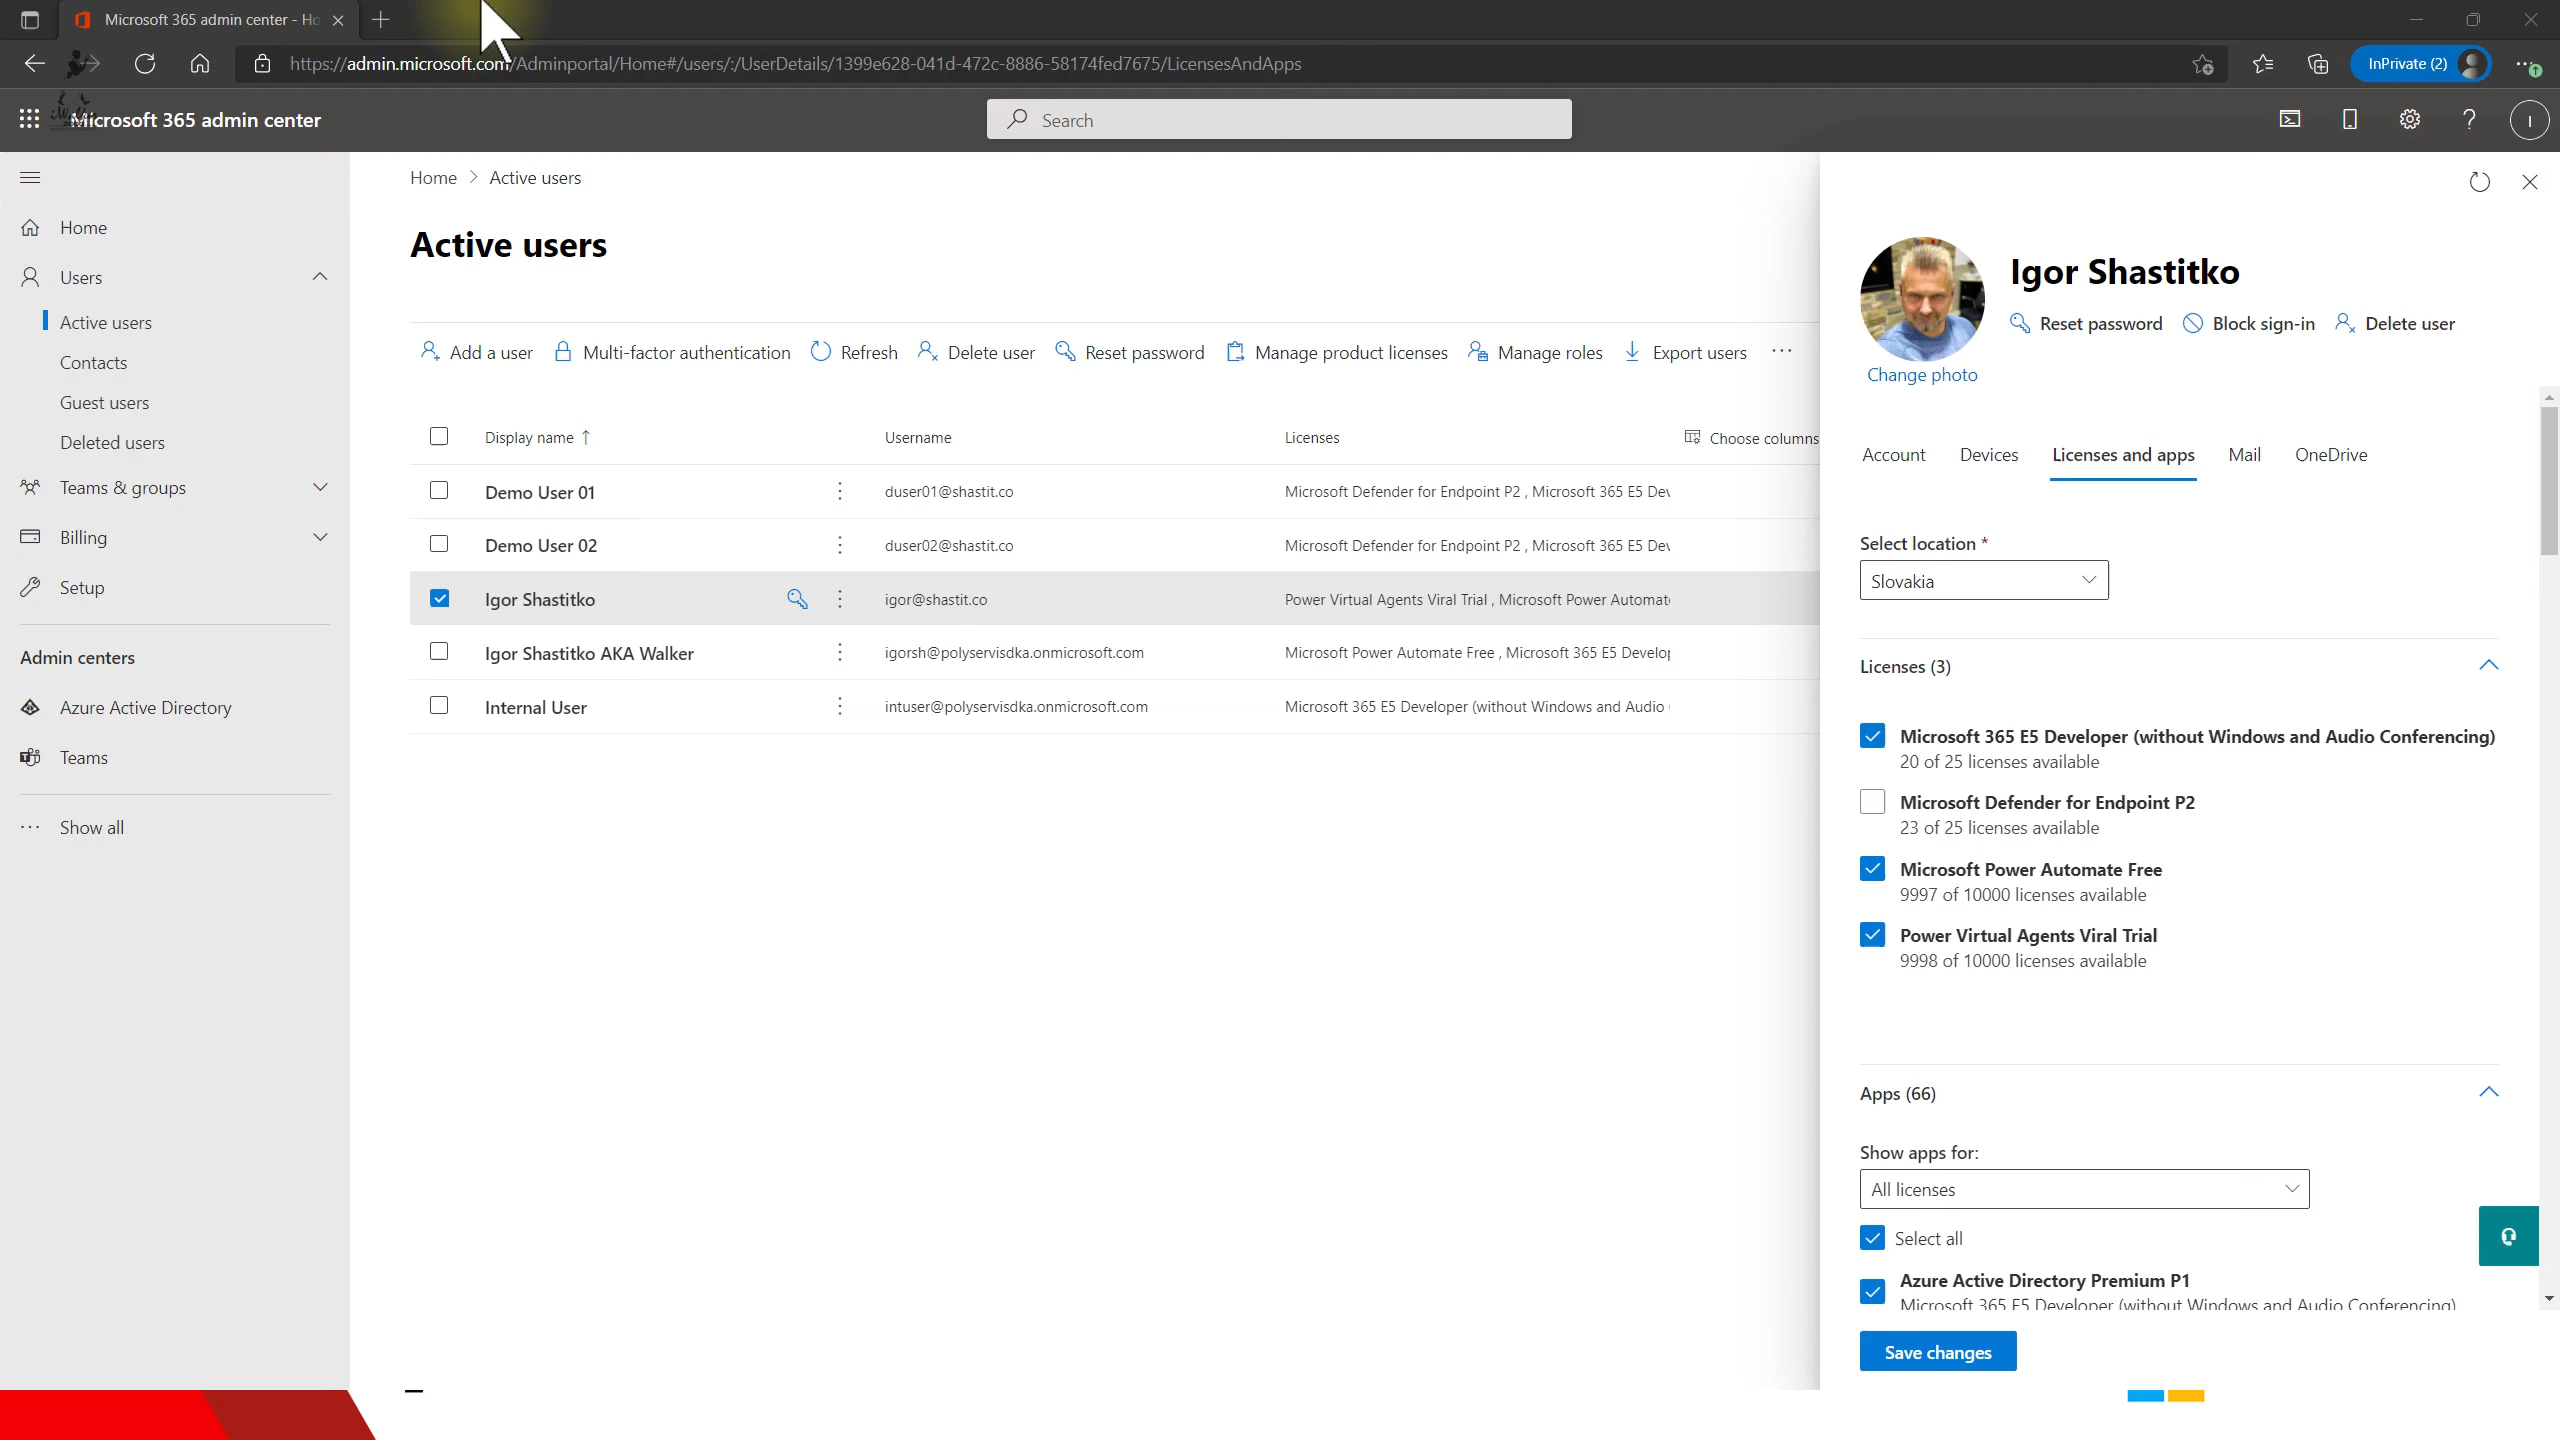 Microsoft 365 admin center - Ho
https://admin.microsoft.com/Adminportal/Home#/users/:/UserDetails/1399e628-041d-472c-8886-58174fed7675/LicensesAndApps
InPrivate (2)
Microsoft 365 admin center
Search
I
Home
Users
Active users
Contacts
Guest users
Deleted users
Teams & groups
Billing
Setup
Admin centers
Azure Active Directory
Teams
Show all
Home > Active users
Active users
Add a user
Multi-factor authentication
Refresh
Delete user
Reset password
Manage product licenses
Manage roles
Export users
Display name ↑
Username
Licenses
Choose columns
Demo User 01
duser01@shastit.co
Microsoft Defender for Endpoint P2 , Microsoft 365 E5 Dev
Demo User 02
duser02@shastit.co
Microsoft Defender for Endpoint P2 , Microsoft 365 E5 Dev
Igor Shastitko
igor@shastit.co
Power Virtual Agents Viral Trial , Microsoft Power Automat
Igor Shastitko AKA Walker
igorsh@polyservisdka.onmicrosoft.com
Microsoft Power Automate Free , Microsoft 365 E5 Develop
Internal User
intuser@polyservisdka.onmicrosoft.com
Microsoft 365 E5 Developer (without Windows and Audio
Igor Shastitko
Reset password
Block sign-in
Delete user
Change photo
Account
Devices
Licenses and apps
Mail
OneDrive
Select location *
Slovakia
Licenses (3)
Microsoft 365 E5 Developer (without Windows and Audio Conferencing)
20 of 25 licenses available
Microsoft Defender for Endpoint P2
23 of 25 licenses available
Microsoft Power Automate Free
9997 of 10000 licenses available
Power Virtual Agents Viral Trial
9998 of 10000 licenses available
Apps (66)
Show apps for:
All licenses
Select all
Azure Active Directory Premium P1
Microsoft 365 E5 Developer (without Windows and Audio Conferencing)
Save changes